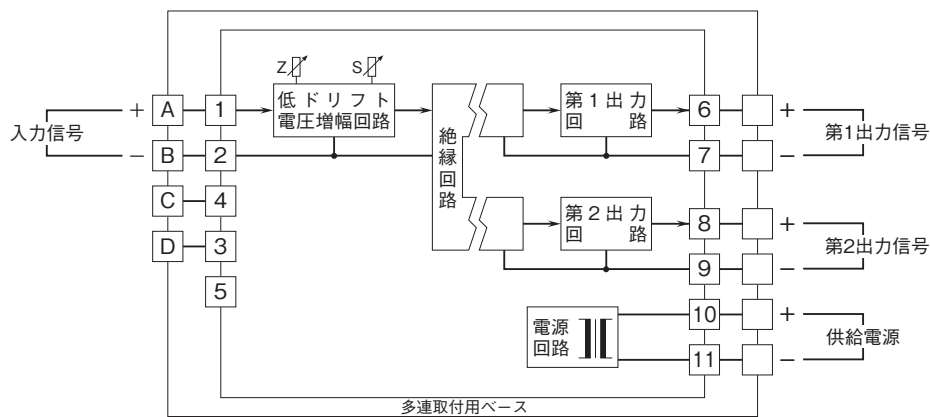 Z S
低ドリフト
電圧増幅回路
絶縁回路
第1出力
回路
第2出力
回路
電源
回路
入力信号
+ A 1
− B 2
C 4
D 3
5
6 +
7 −
第1出力信号
8 +
9 −
第2出力信号
10 +
11 −
供給電源
多連取付用ベース